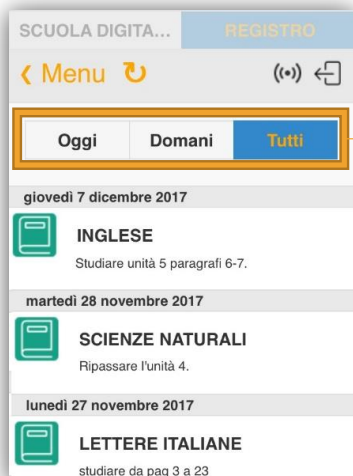 SCUOLA DIGITA... REGISTRO
Menu
Oggi Domani Tutti
giovedì 7 dicembre 2017
INGLESE
Studiare unità 5 paragrafi 6-7.
martedì 28 novembre 2017
SCIENZE NATURALI
Ripassare l'unità 4.
lunedì 27 novembre 2017
LETTERE ITALIANE
studiare da pag 3 a 23